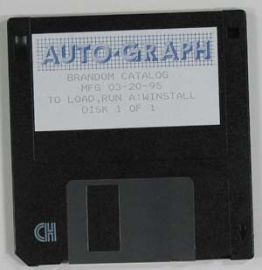 AUTO-GRAPH
BRANDOM CATALOG
MFG 03-20-95
TO LOAD,RUN A:WINSTALL
DISK 1 OF 1
CH